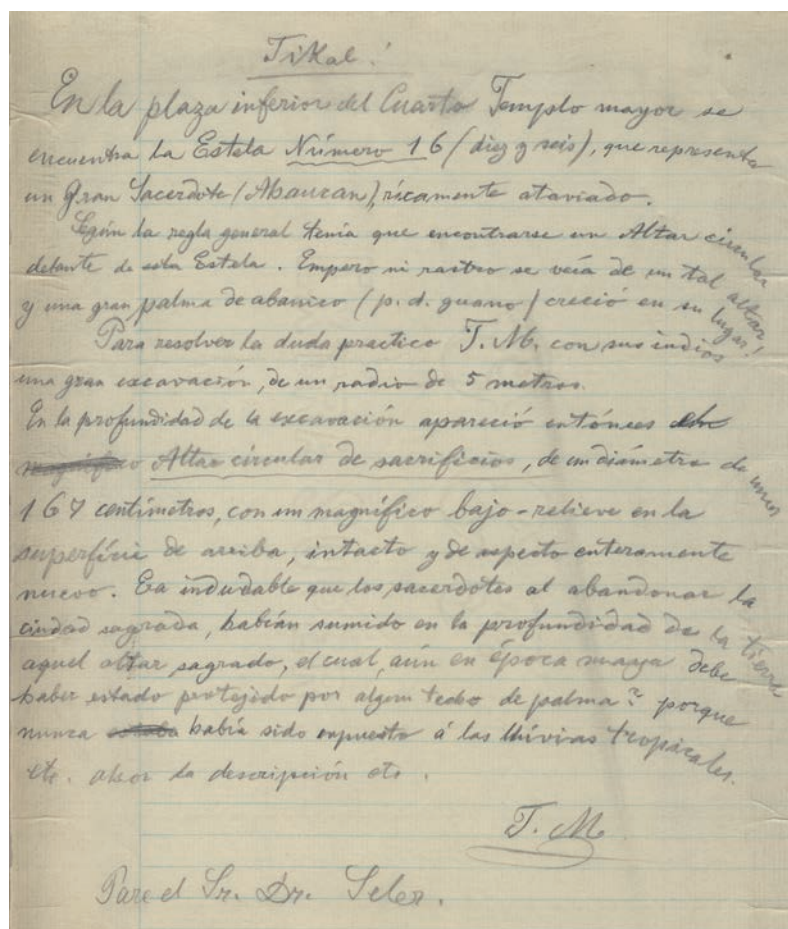 Tikal!
En la plaza inferior del Cuarto Templo mayor se
encuentra la Estela Número 16 (diez y seis), que representa
un Gran Sacerdote (Ahaucan), ricamente ataviado.
Según la regla general tenía que encontrarse un Altar circular
delante de esta Estela. Empero ni rastro se veía de un tal altar
y una gran palma de abanico (p. d. guano) creció en su lugar!
Para resolver la duda practico T. M. con sus indios
una gran excavación, de un radio de 5 metros.
En la profundidad de la excavación apareció entónces
Altar circular de sacrificios, de un diámetro de unos
167 centímetros, con un magnífico bajo-relieve en la
superficie de arriba, intacto y de aspecto enteramente
nuevo. Es indudable que los sacerdotes al abandonar la
ciudad sagrada, habían sumido en la profundidad de la tierra
aquel altar sagrado, el cual, aún en época maya debe
haber estado protejido por algun techo de palma? porque
nunca había sido expuesto á las lluvias tropicales.
etc. la descripción etc.
T. M.
Para el Sr. Dr. Seler.